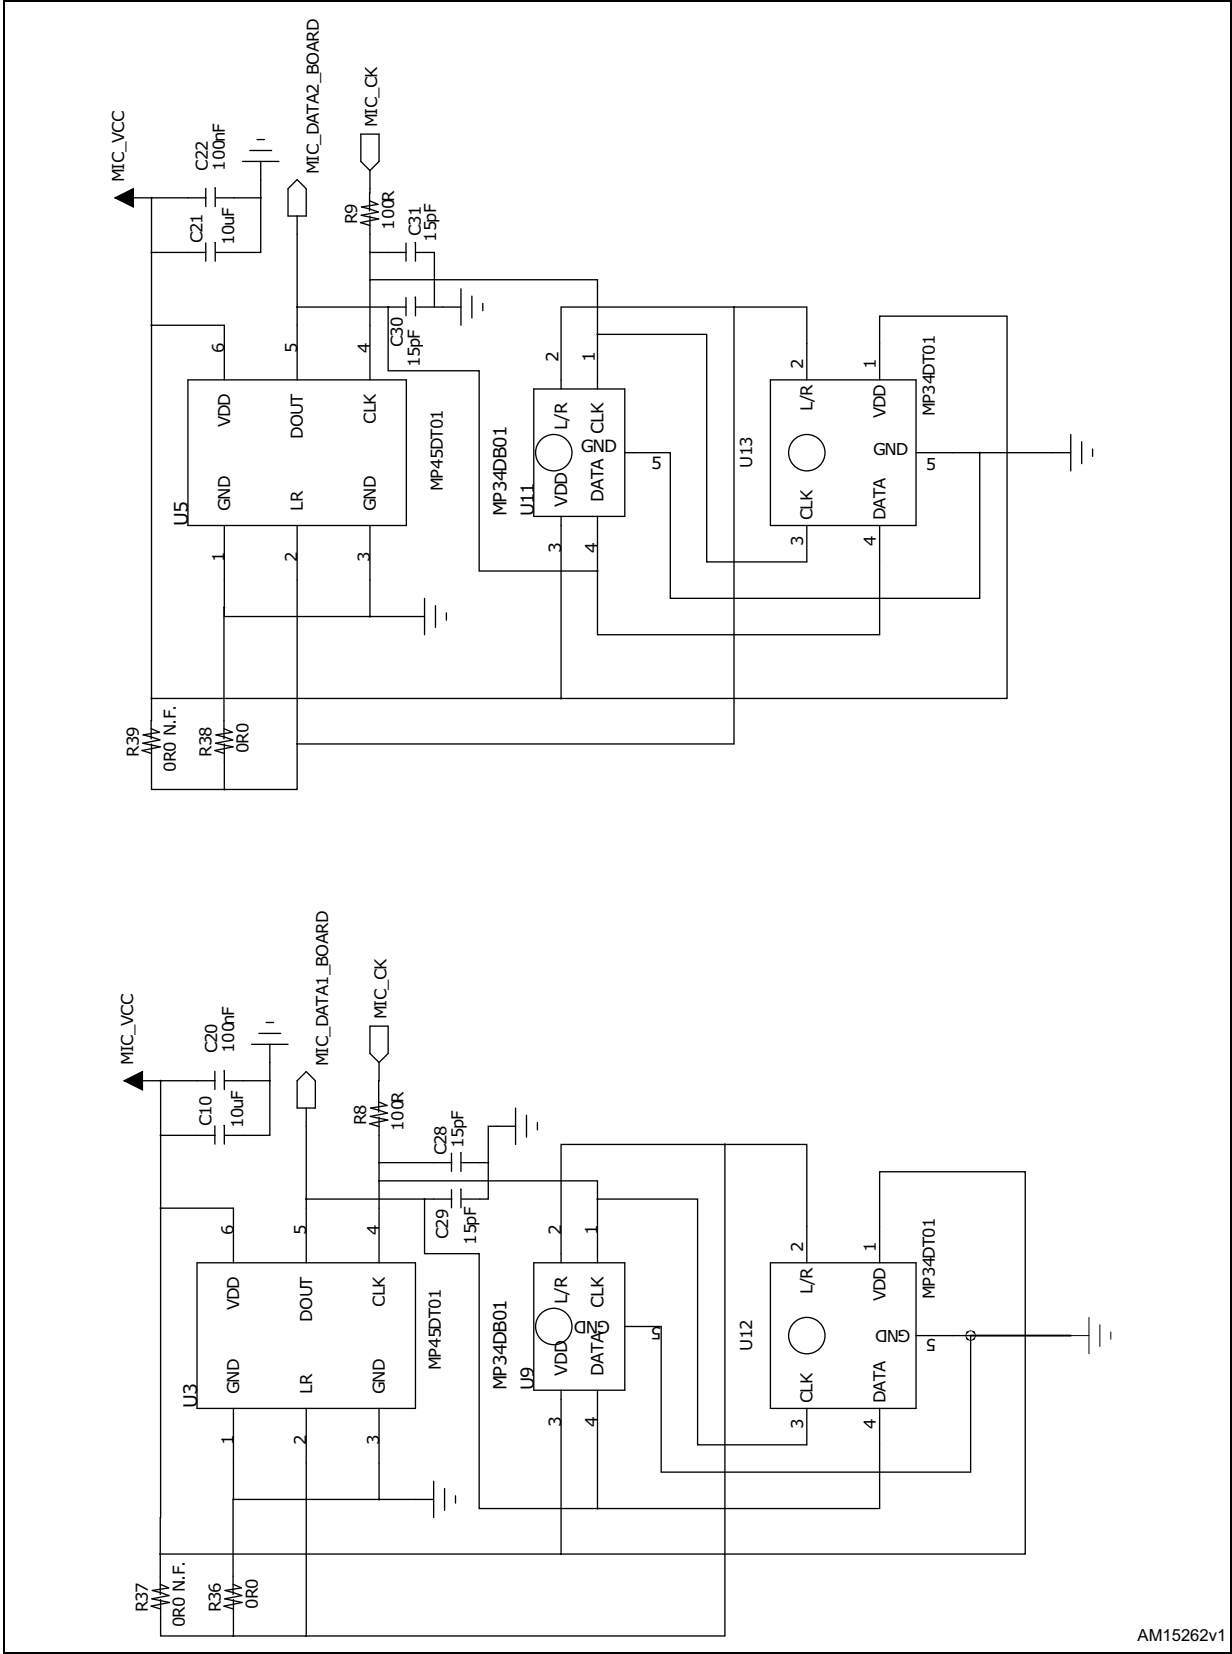 MIC_VCC
C22
100nF
C21
10uF
MIC_DATA2_BOARD
MIC_CK
R9
100R
C31
15pF
C30
15pF
6
5
4
VDD
DOUT
CLK
U5
GND
LR
GND
MP45DT01
1
2
3
R39
0R0 N.F.
R38
0R0
MP34DB01
U11
2
1
L/R
CLK
GND
VDD
DATA
5
3
4
U13
2
1
L/R
VDD
MP34DT01
GND
5
CLK
DATA
3
4
MIC_VCC
C20
100nF
C10
10uF
MIC_DATA1_BOARD
MIC_CK
R8
100R
C28
15pF
C29
15pF
6
5
4
VDD
DOUT
CLK
U3
GND
LR
GND
MP45DT01
1
2
3
R37
0R0 N.F.
R36
0R0
MP34DB01
U9
2
1
L/R
CLK
GND
VDD
DATA
5
3
4
U12
2
1
L/R
VDD
MP34DT01
GND
5
CLK
DATA
3
4
AM15262v1